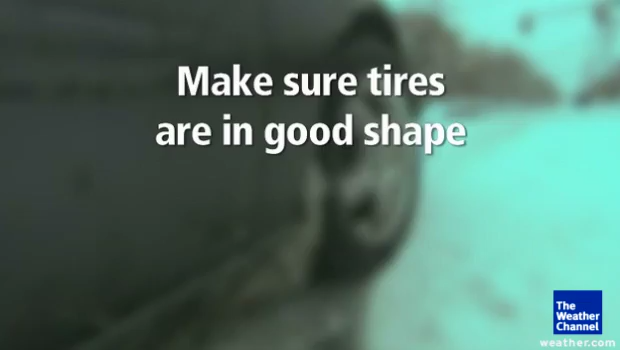 Make sure tires
are in good shape
The
Weather
Channel
weather.com